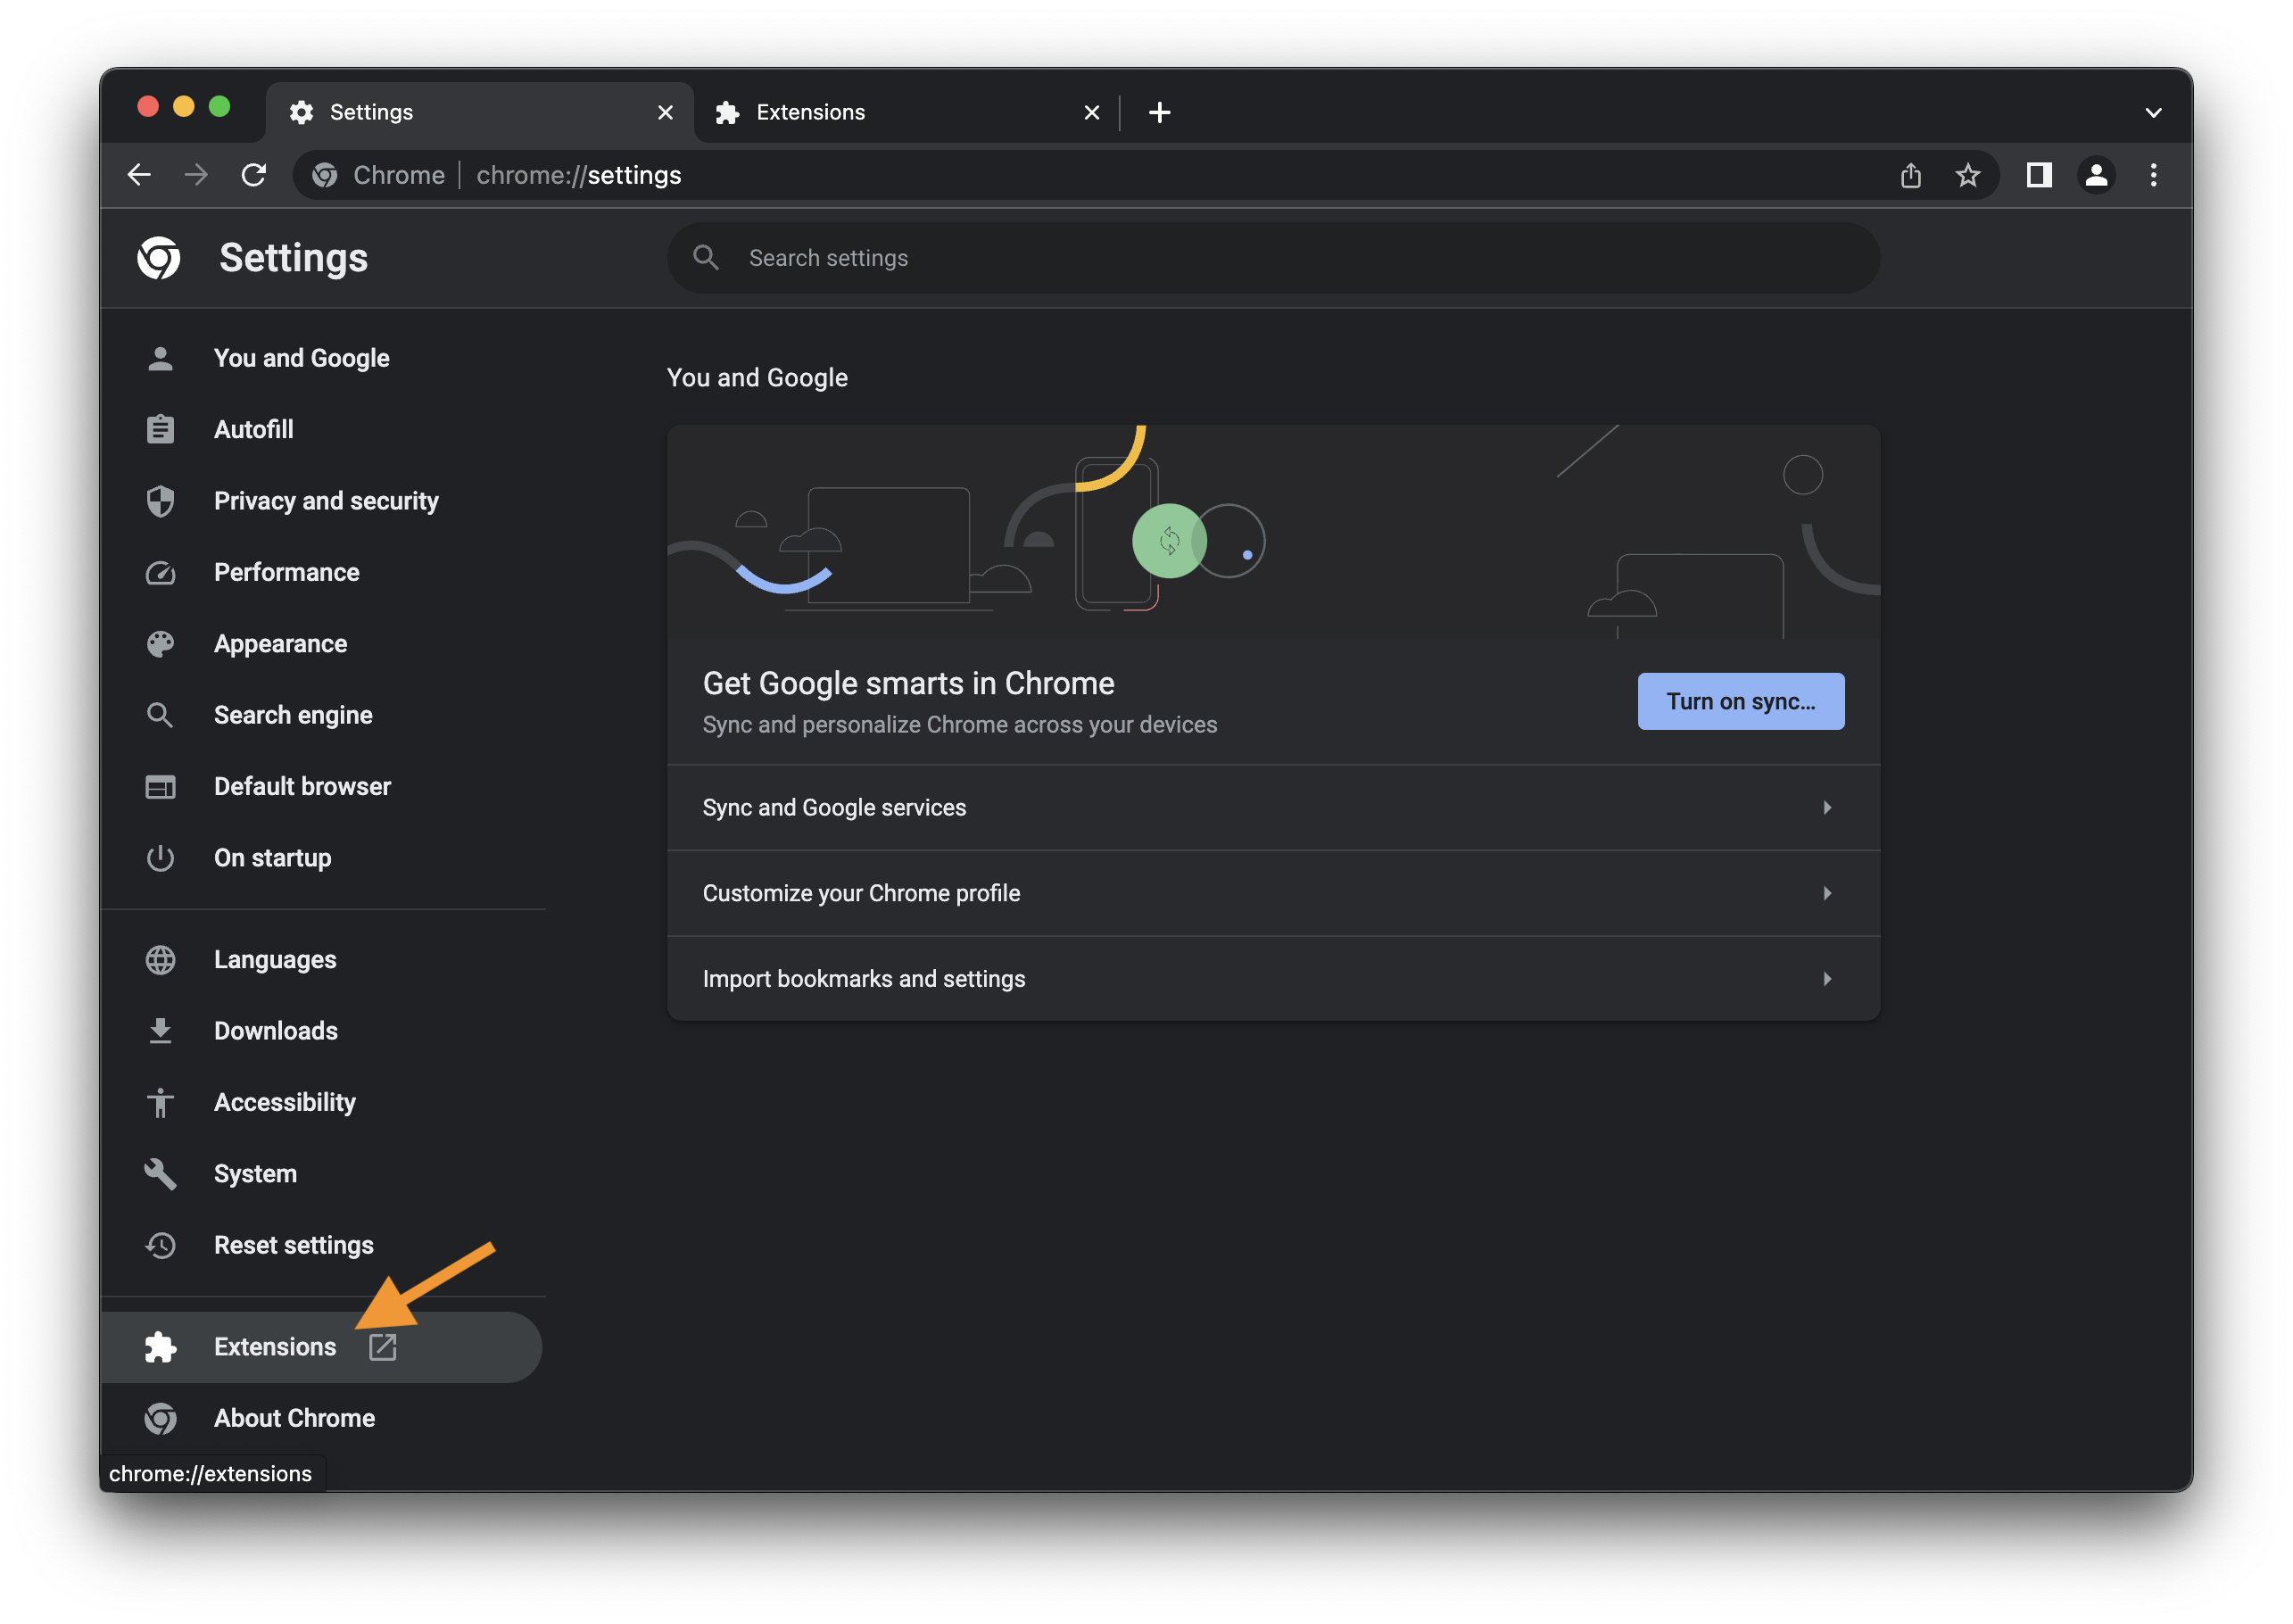 Settings
Extensions
Chrome
chrome://settings
Settings
Search settings
You and Google
Autofill
Privacy and security
Performance
Appearance
Search engine
Default browser
On startup
Languages
Downloads
Accessibility
System
Reset settings
Extensions
About Chrome
chrome://extensions
You and Google
Get Google smarts in Chrome
Sync and personalize Chrome across your devices
Turn on sync...
Sync and Google services
Customize your Chrome profile
Import bookmarks and settings